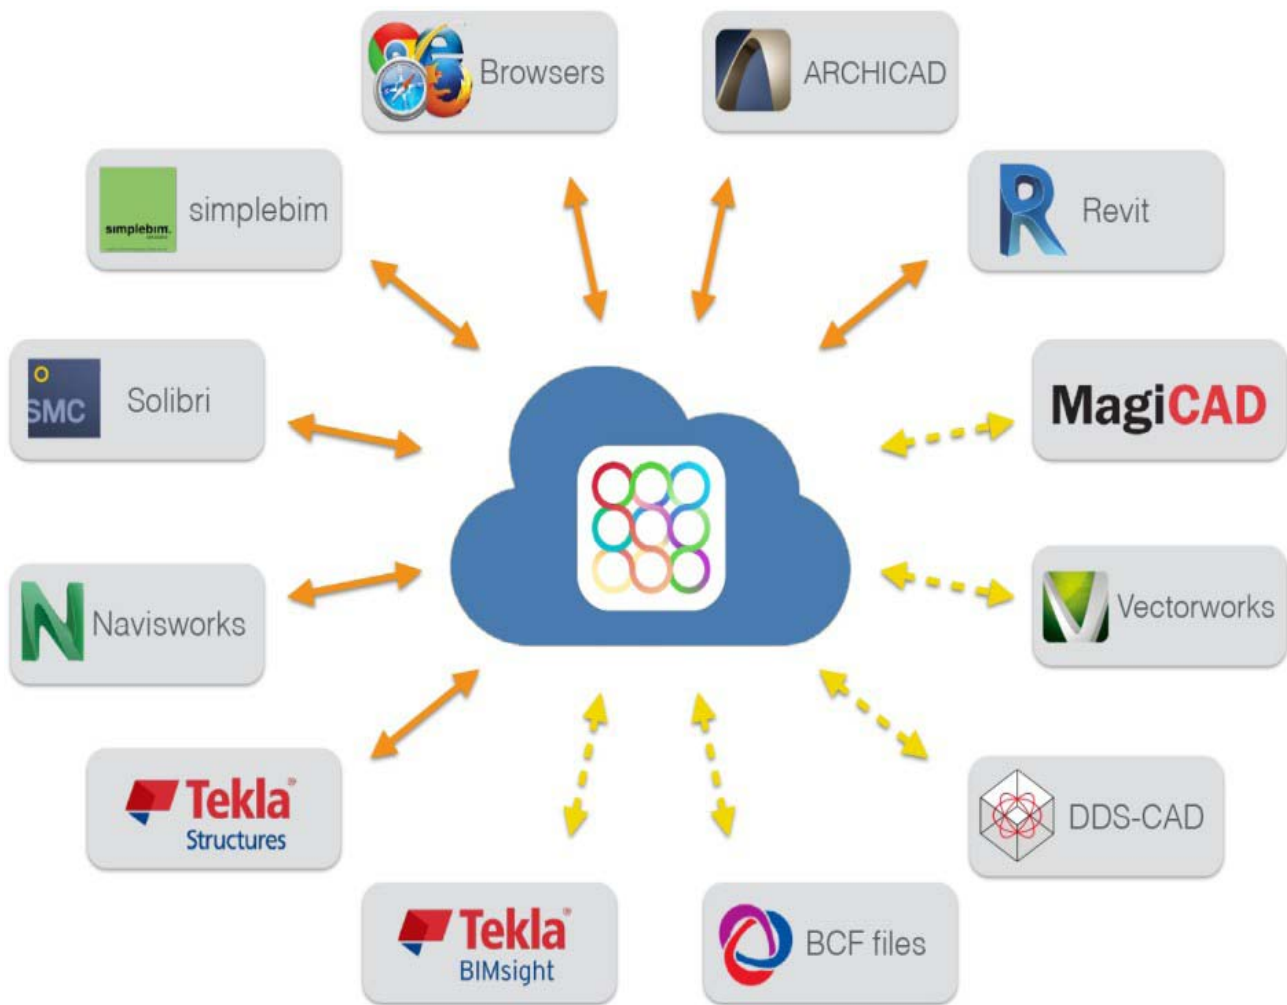 Browsers
ARCHICAD
simplebim.
simplebim
Revit
SMC
Solibri
MagiCAD
Navisworks
Vectorworks
Tekla®
Structures
DDS-CAD
Tekla®
BIMsight
BCF files